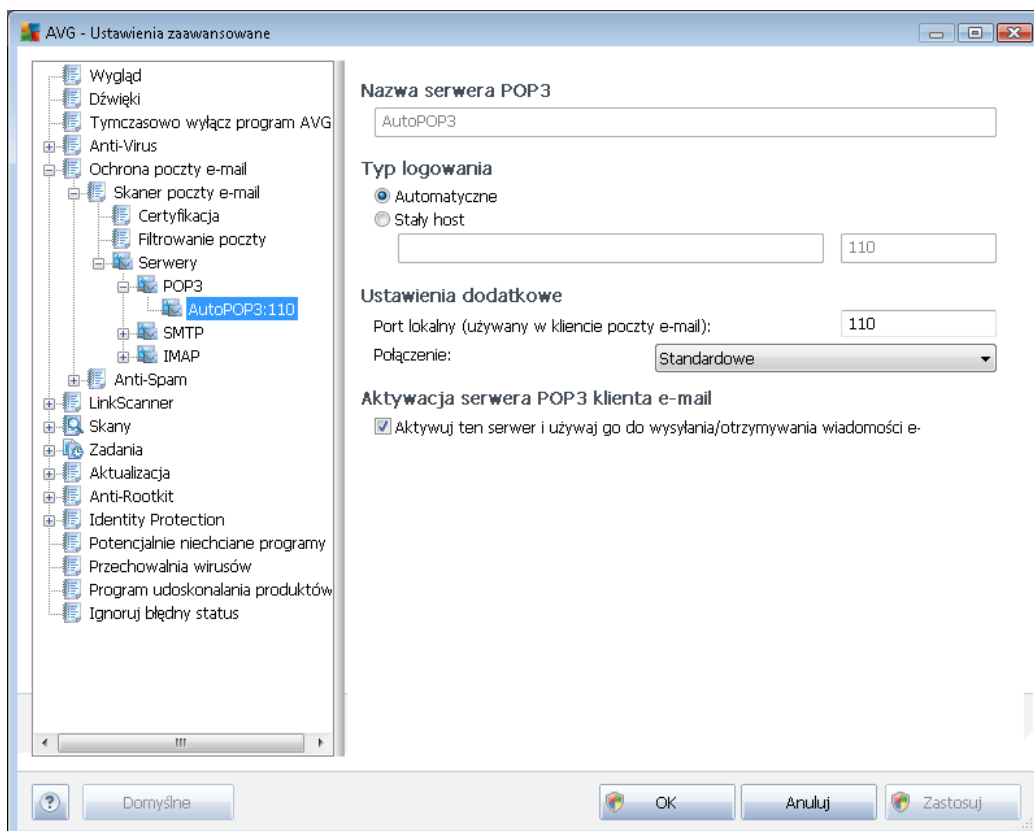 AVG - Ustawienia zaawansowane
Wygląd
Dźwięki
Tymczasowo wyłącz program AVG
Anti-Virus
Ochrona poczty e-mail
Skaner poczty e-mail
Certyfikacja
Filtrowanie poczty
Serwery
POP3
AutoPOP3:110
SMTP
IMAP
Anti-Spam
LinkScanner
Skany
Zadania
Aktualizacja
Anti-Rootkit
Identity Protection
Potencjalnie niechciane programy
Przechowalnia wirusów
Program udoskonalania produktów
Ignoruj błędny status
Nazwa serwera POP3
AutoPOP3
Typ logowania
Automatyczne
Stały host
110
Ustawienia dodatkowe
Port lokalny (używany w kliencie poczty e-mail): 110
Połączenie: Standardowe
Aktywacja serwera POP3 klienta e-mail
Aktywuj ten serwer i używaj go do wysyłania/otrzymywania wiadomości e-
? Domyślne OK Anuluj Zastosuj